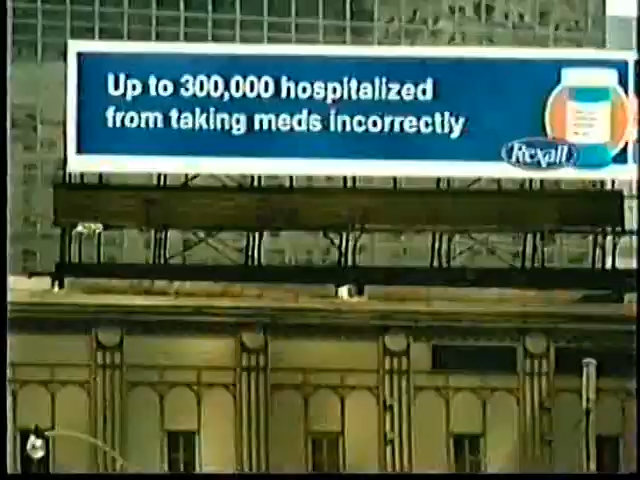 Up to 300,000 hospitalized
from taking meds incorrectly
Rexall